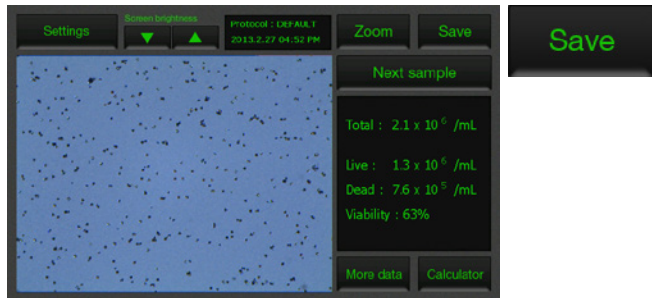 Settings
Screen brightness
Protocol : DEFAULT
2013.2.27 04:52 PM
Zoom
Save
Next sample
Total : 2.1 x 10⁶ /mL
Live : 1.3 x 10⁶ /mL
Dead : 7.6 x 10⁵ /mL
Viability : 63%
More data
Calculator
Save